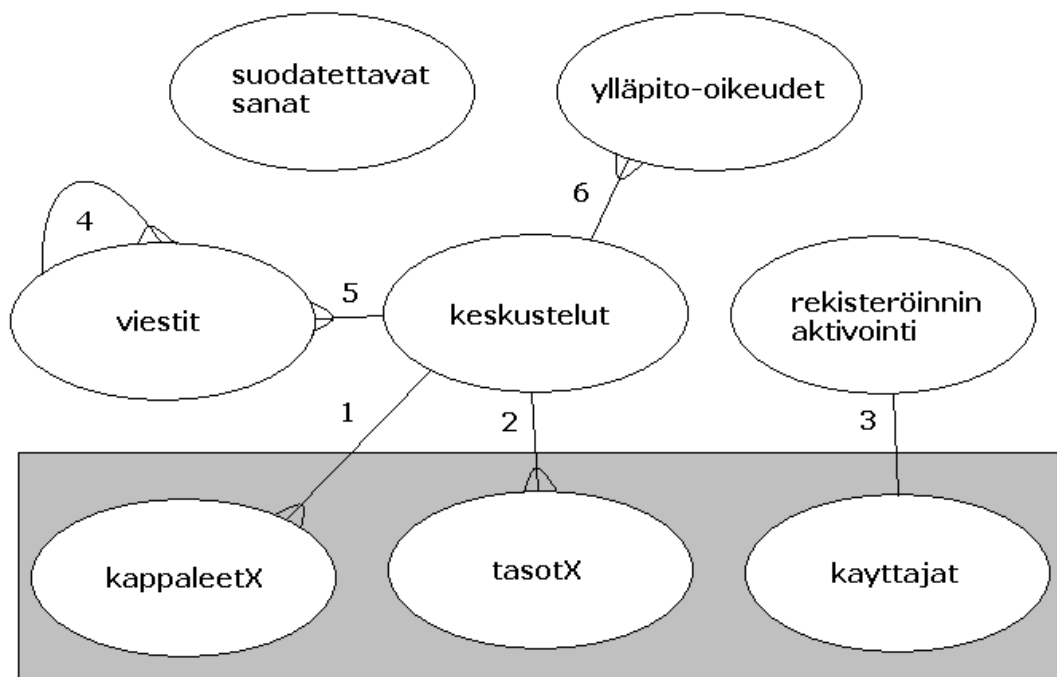 suodatettavat
sanat
ylläpito-oikeudet
6
4
5
viestit
keskustelut
rekisteröinnin
aktivointi
1
2
3
kappaleetX
tasotX
kayttajat